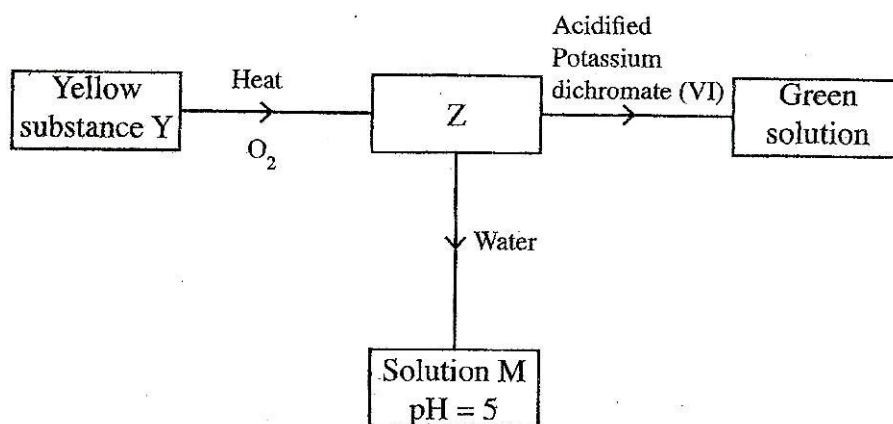 Yellow
substance Y
Heat
O₂
Z
Acidified
Potassium
dichromate (VI)
Green
solution
Water
Solution M
pH = 5